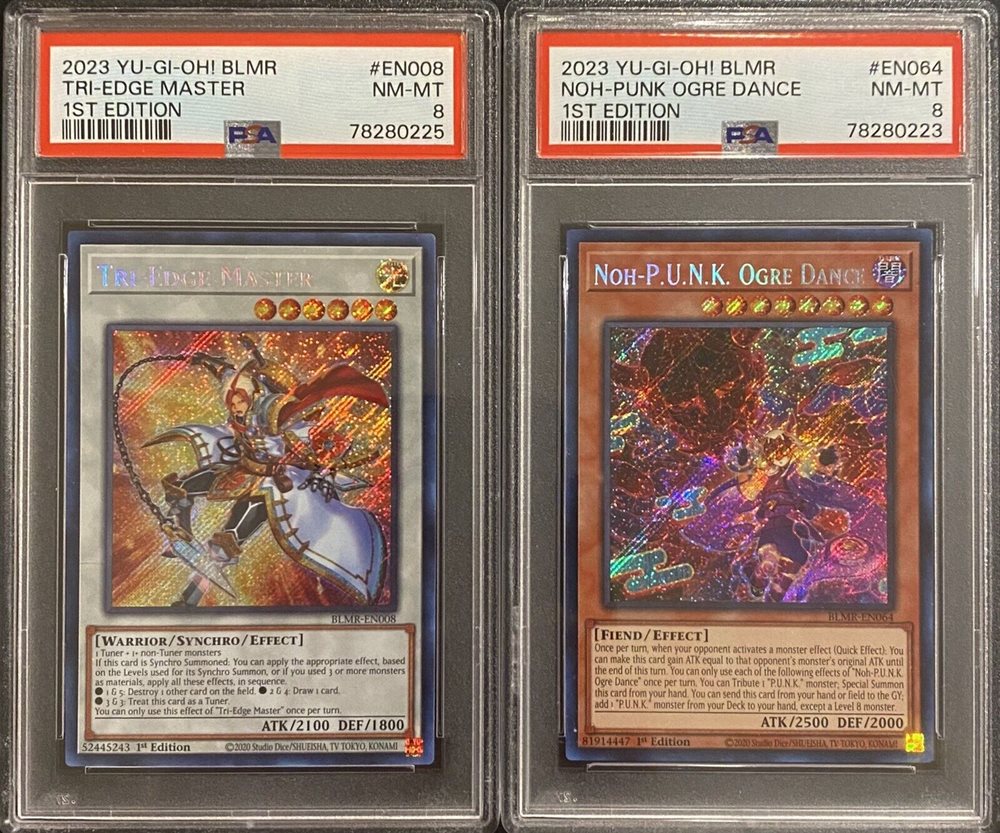 2023 YU-GI-OH! BLMR #EN008
TRI-EDGE MASTER NM-MT
1ST EDITION 8
PSA 78280225
TRI-EDGE MASTER
BLMR-EN008
[WARRIOR/SYNCHRO/EFFECT]
1 Tuner + 1+ non-Tuner monsters
If this card is Synchro Summoned: You can apply the appropriate effect, based
on the Levels used for its Synchro Summon, or if you used 3 or more monsters
as materials, apply all these effects, in sequence.
● 1 & 5: Destroy 1 other card on the field. ● 2 & 4: Draw 1 card.
● 3 & 3: Treat this card as a Tuner.
You can only use this effect of "Tri-Edge Master" once per turn.
ATK/2100 DEF/1800
52445243 1st Edition ©2020 Studio Dice/SHUEISHA, TV TOKYO, KONAMI
2023 YU-GI-OH! BLMR #EN064
NOH-PUNK OGRE DANCE NM-MT
1ST EDITION 8
PSA 78280223
NOH-P.U.N.K. OGRE DANCE 闇
BLMR-EN064
[FIEND/EFFECT]
Once per turn, when your opponent activates a monster effect (Quick Effect): You
can make this card gain ATK equal to that opponent's monster's original ATK until
the end of this turn. You can only use each of the following effects of "Noh-P.U.N.K.
Ogre Dance" once per turn. You can Tribute 1 "P.U.N.K." monster; Special Summon
this card from your hand. You can send this card from your hand or field to the GY;
add 1 "P.U.N.K." monster from your Deck to your hand, except a Level 8 monster.
ATK/2500 DEF/2000
81914447 1st Edition ©2020 Studio Dice/SHUEISHA, TV TOKYO, KONAMI